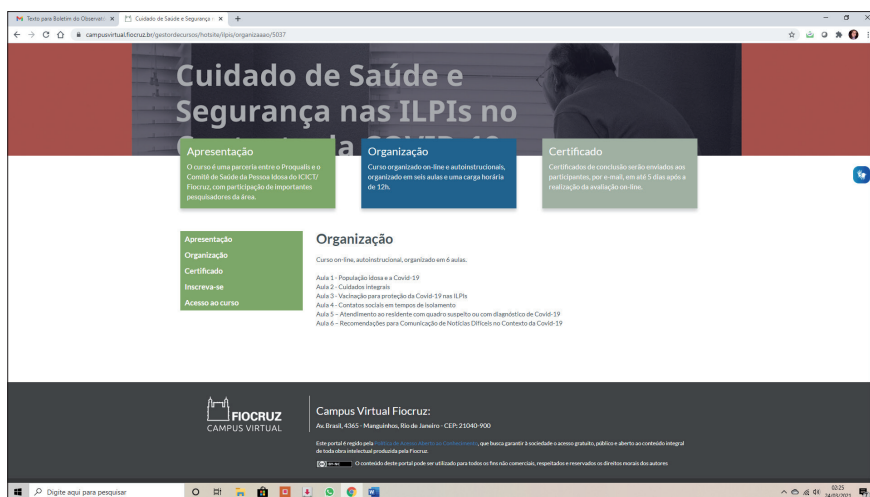 Texto para Boletim do Observat
Cuidado de Saúde e Segurança n
campusvirtual.fiocruz.br/gestordecursos/hotsite/ilpis/organizaaao/5037
Cuidado de Saúde e
Segurança nas ILPIs no
Apresentação
O curso é uma parceria entre o Proqualis e o
Comitê de Saúde da Pessoa Idosa do ICICT/
Fiocruz, com participação de importantes
pesquisadores da área.
Organização
Curso organizado on-line e autoinstrucional,
organizado em seis aulas e uma carga horária
de 12h.
Certificado
Certificados de conclusão serão enviados aos
participantes, por e-mail, em até 5 dias após a
realização da avaliação on-line.
Apresentação
Organização
Certificado
Inscreva-se
Acesso ao curso
Organização
Curso on-line, autoinstrucional, organizado em 6 aulas.
Aula 1 - População idosa e a Covid-19
Aula 2 - Cuidados integrais
Aula 3 - Vacinação para proteção da Covid-19 nas ILPIs
Aula 4 - Contatos sociais em tempos de isolamento
Aula 5 – Atendimento ao residente com quadro suspeito ou com diagnóstico de Covid-19
Aula 6 – Recomendações para Comunicação de Notícias Difíceis no Contexto da Covid-19
FIOCRUZ
CAMPUS VIRTUAL
Campus Virtual Fiocruz:
Av. Brasil, 4365 - Manguinhos, Rio de Janeiro - CEP: 21040-900
Este portal é regido pela Política de Acesso Aberto ao Conhecimento, que busca garantir à sociedade o acesso gratuito, público e aberto ao conteúdo integral
de toda obra intelectual produzida pela Fiocruz.
O conteúdo deste portal pode ser utilizado para todos os fins não comerciais, respeitados e reservados os direitos morais dos autores
Digite aqui para pesquisar
02:25
24/03/2021